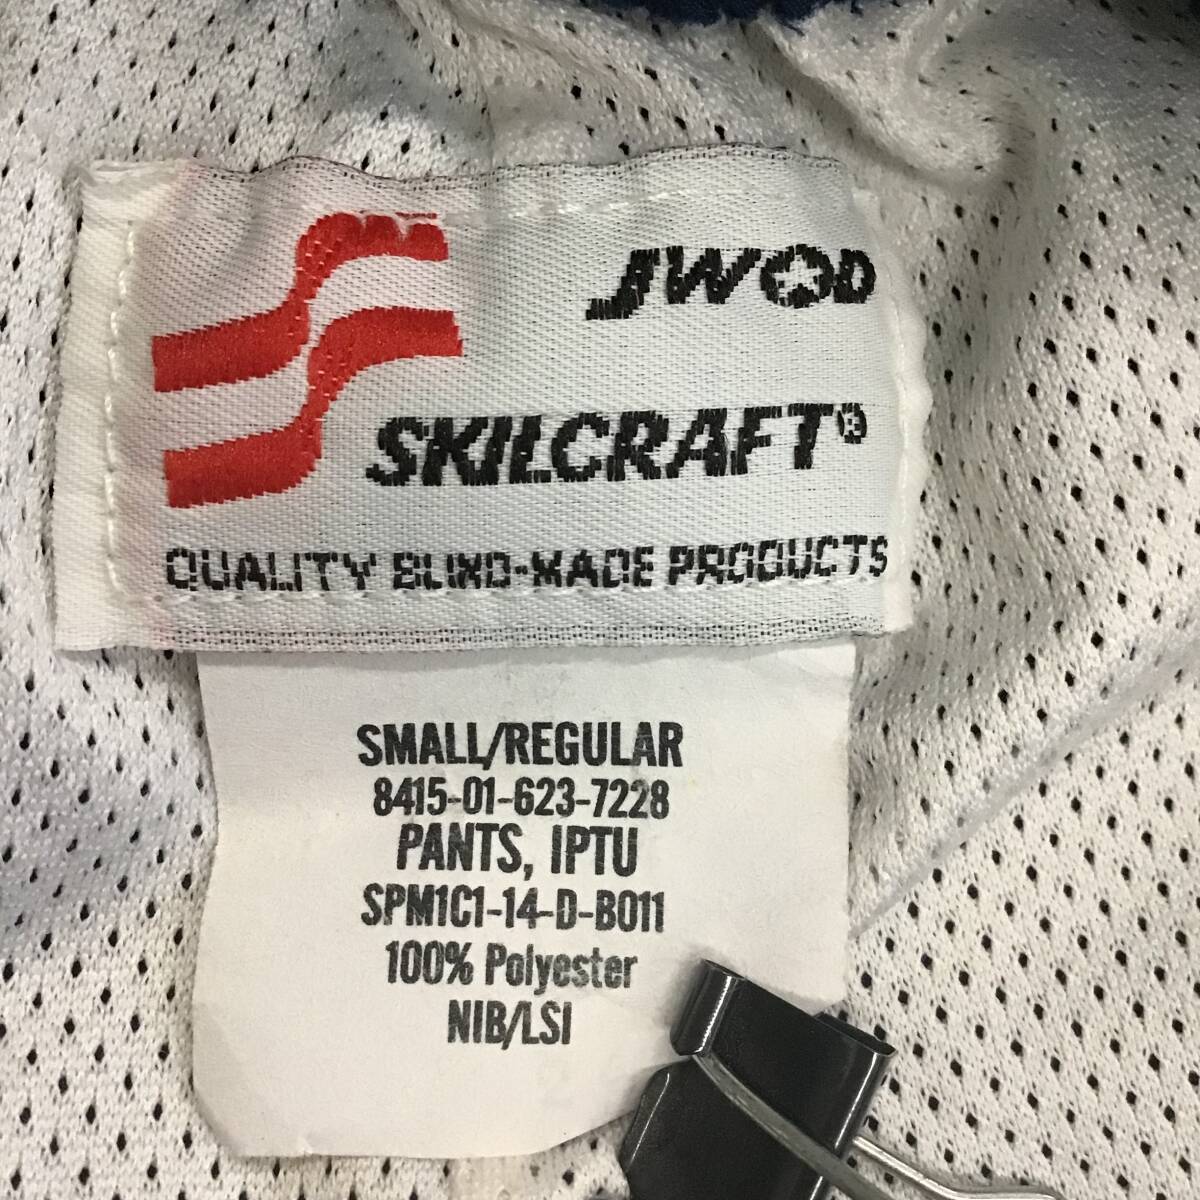 JWOD
SKILCRAFT®
QUALITY BLIND-MADE PRODUCTS
SMALL/REGULAR
8415-01-623-7228
PANTS, IPTU
SPM1C1-14-D-B011
100% Polyester
NIB/LSI